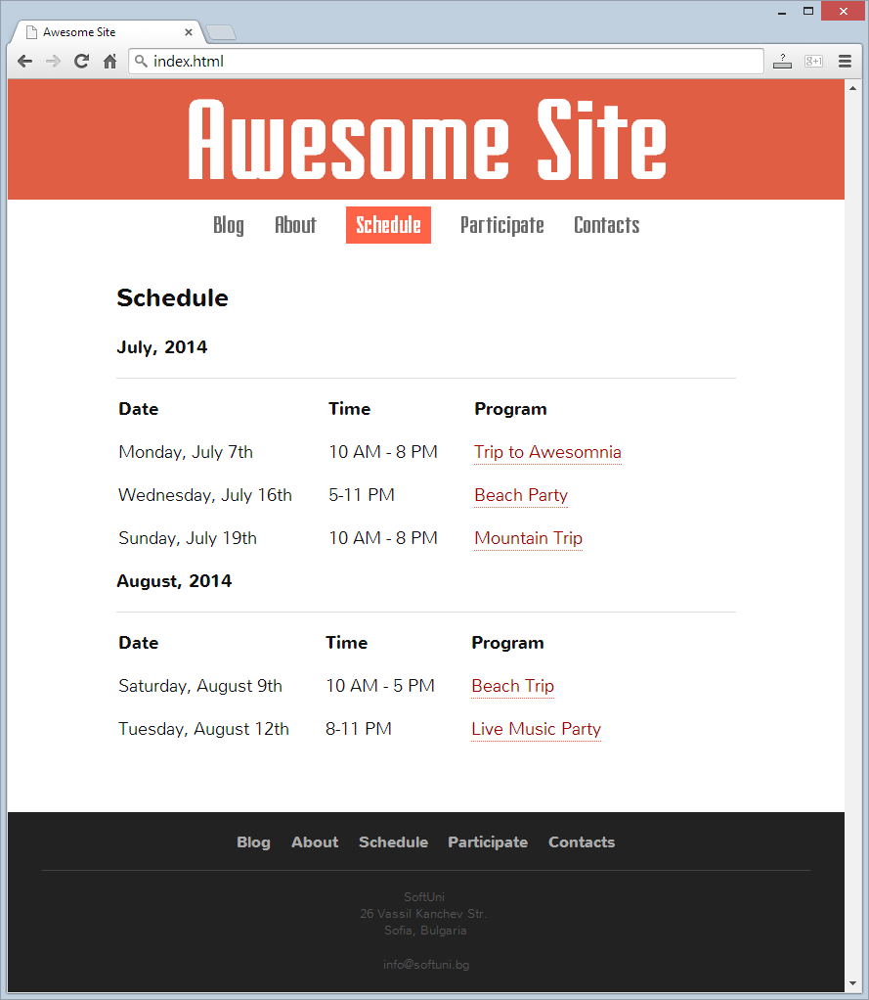 Awesome Site
index.html
?
g+1
Awesome Site
Blog About Schedule Participate Contacts
Schedule
July, 2014
Date Time Program
Monday, July 7th 10 AM - 8 PM Trip to Awesomnia
Wednesday, July 16th 5-11 PM Beach Party
Sunday, July 19th 10 AM - 8 PM Mountain Trip
August, 2014
Date Time Program
Saturday, August 9th 10 AM - 5 PM Beach Trip
Tuesday, August 12th 8-11 PM Live Music Party
Blog About Schedule Participate Contacts
SoftUni
26 Vassil Kanchev Str.
Sofia, Bulgaria
info@softuni.bg